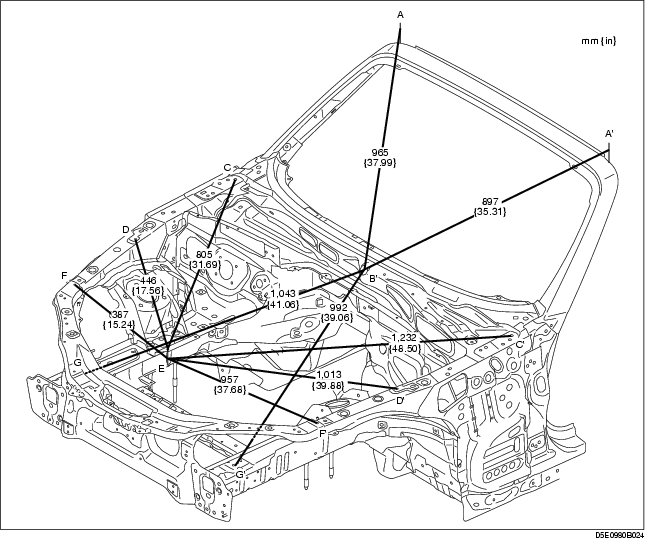 A
mm {in}
A'
965
{37.99}
C
897
{35.31}
D
805
{31.69}
F
446
{17.56}
B'
1,043
{41.06}
992
{39.06}
387
{15.24}
1,232
{48.50}
C'
G
E
1,013
{39.88}
957
{37.68}
D'
F'
G'
D5E0980B024